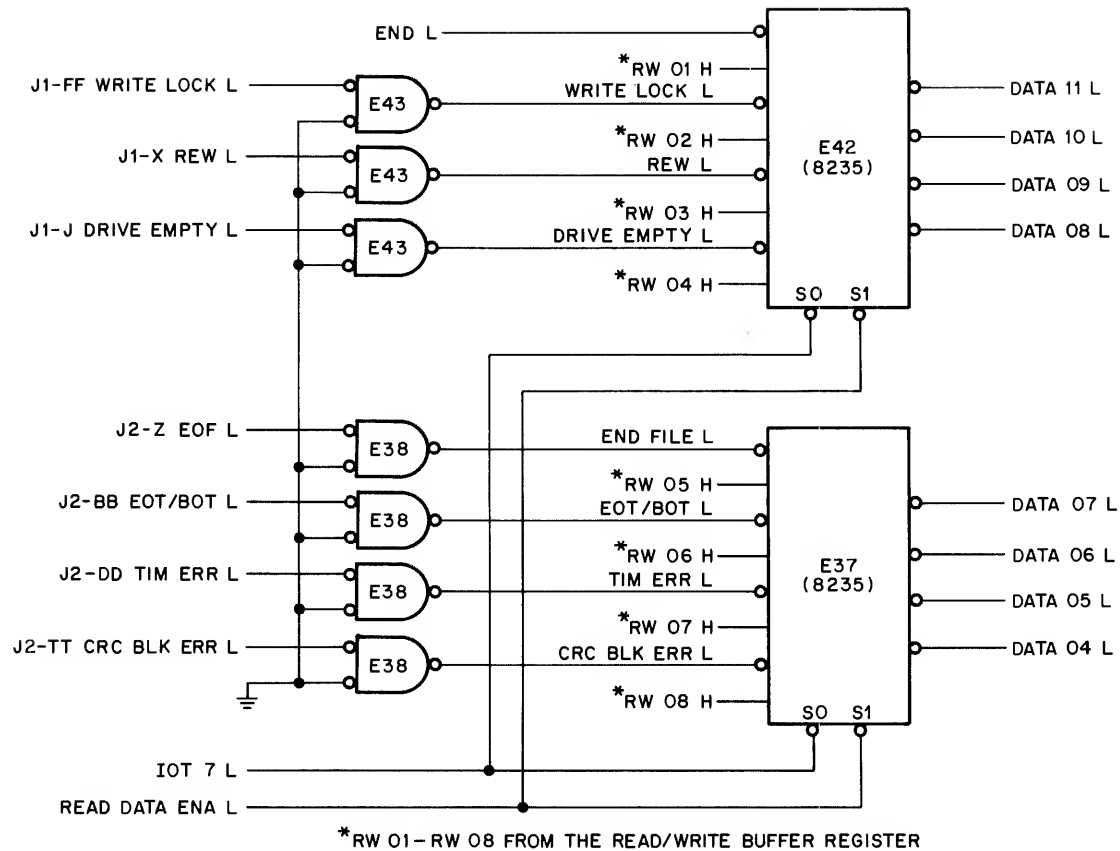 END L
*RW 01 H
J1-FF WRITE LOCK L
E43
WRITE LOCK L
DATA 11 L
*RW 02 H
DATA 10 L
J1-X REW L
E43
REW L
E42
(8235)
DATA 09 L
*RW 03 H
J1-J DRIVE EMPTY L
E43
DRIVE EMPTY L
DATA 08 L
*RW 04 H
S0 S1
J2-Z EOF L
E38
END FILE L
*RW 05 H
J2-BB EOT/BOT L
E38
EOT/BOT L
DATA 07 L
*RW 06 H
DATA 06 L
J2-DD TIM ERR L
E38
TIM ERR L
E37
(8235)
DATA 05 L
*RW 07 H
J2-TT CRC BLK ERR L
E38
CRC BLK ERR L
DATA 04 L
*RW 08 H
S0 S1
IOT 7 L
READ DATA ENA L
*RW 01-RW 08 FROM THE READ/WRITE BUFFER REGISTER